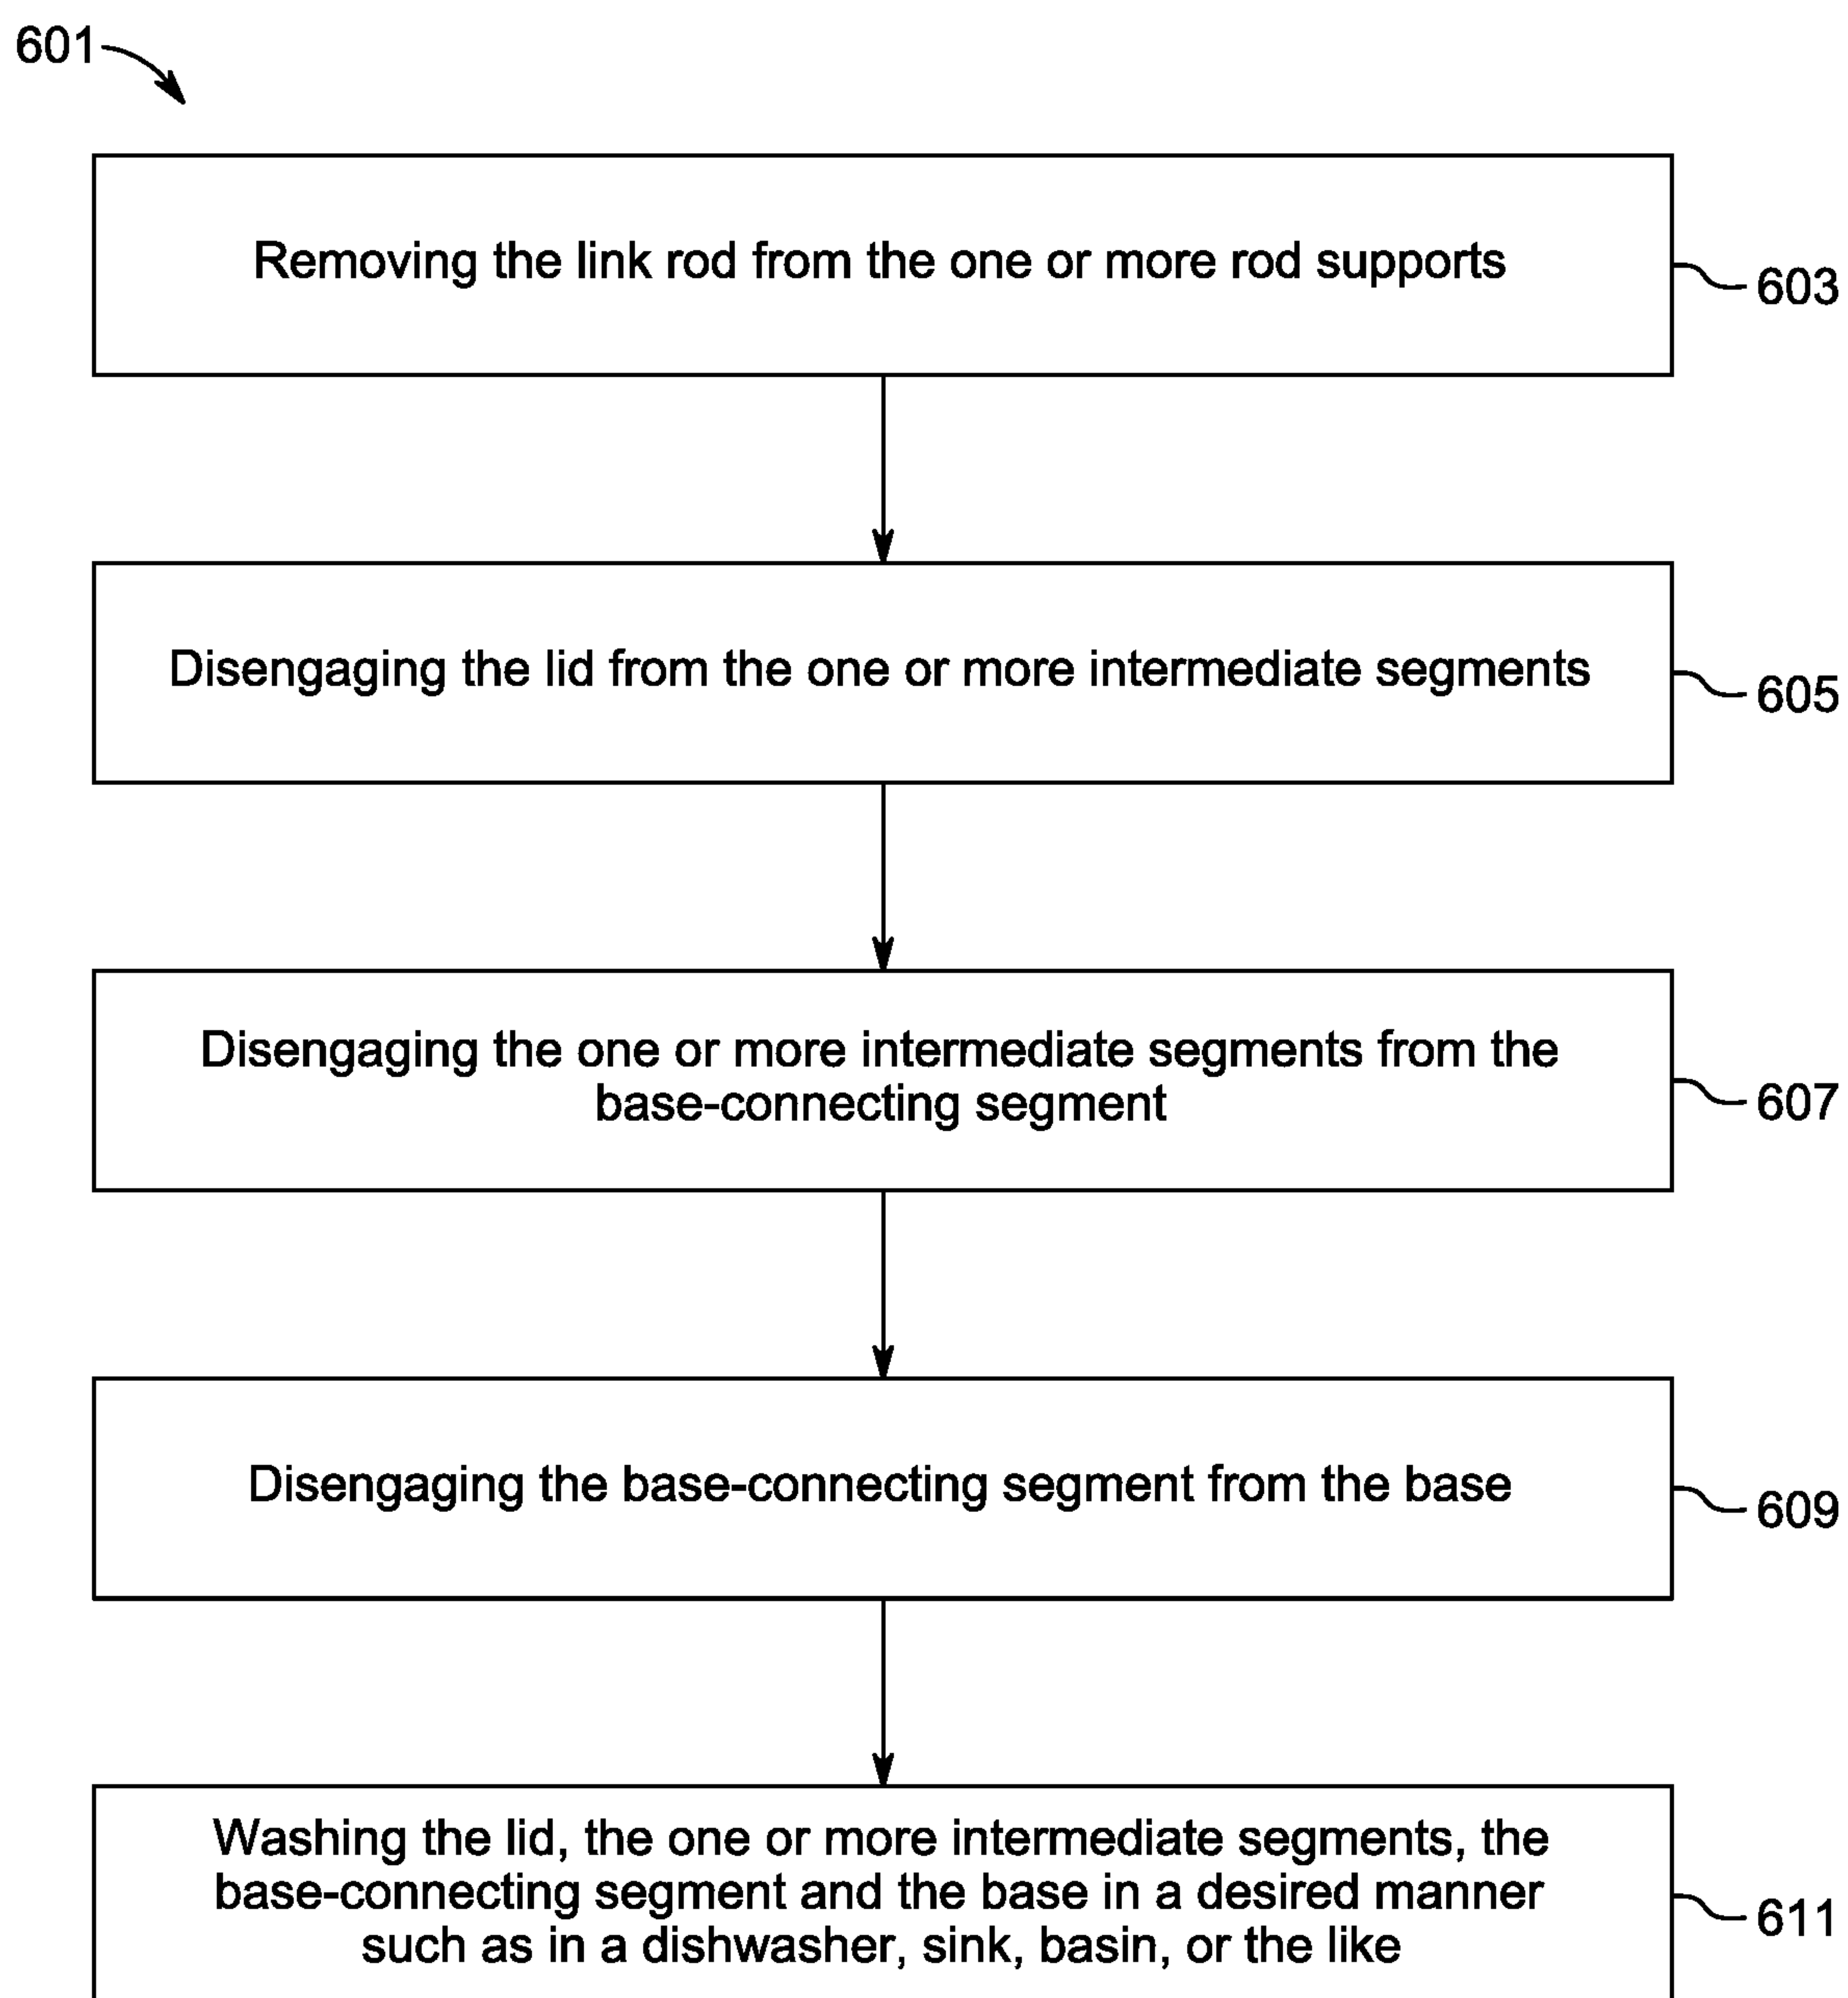 601
Removing the link rod from the one or more rod supports
603
Disengaging the lid from the one or more intermediate segments
605
Disengaging the one or more intermediate segments from the
base-connecting segment
607
Disengaging the base-connecting segment from the base
609
Washing the lid, the one or more intermediate segments, the
base-connecting segment and the base in a desired manner
such as in a dishwasher, sink, basin, or the like
611